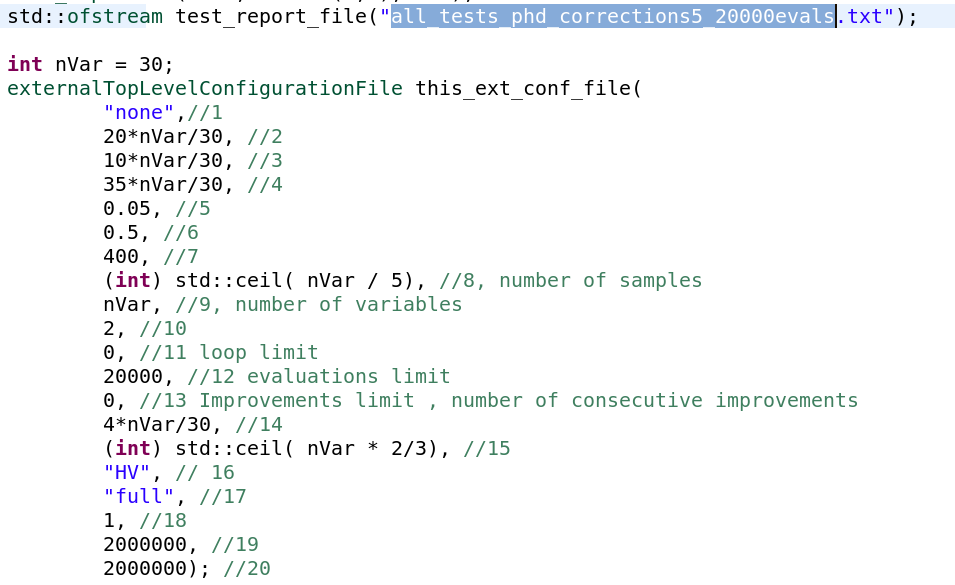 std::ofstream test_report_file("all_tests_phd_corrections5_20000evals.txt");
int nVar = 30;
externalTopLevelConfigurationFile this_ext_conf_file(
"none",//1
20*nVar/30, //2
10*nVar/30, //3
35*nVar/30, //4
0.05, //5
0.5, //6
400, //7
(int) std::ceil( nVar / 5), //8, number of samples
nVar, //9, number of variables
2, //10
0, //11 loop limit
20000, //12 evaluations limit
0, //13 Improvements limit , number of consecutive improvements
4*nVar/30, //14
(int) std::ceil( nVar * 2/3), //15
"HV", // 16
"full", //17
1, //18
2000000, //19
2000000); //20